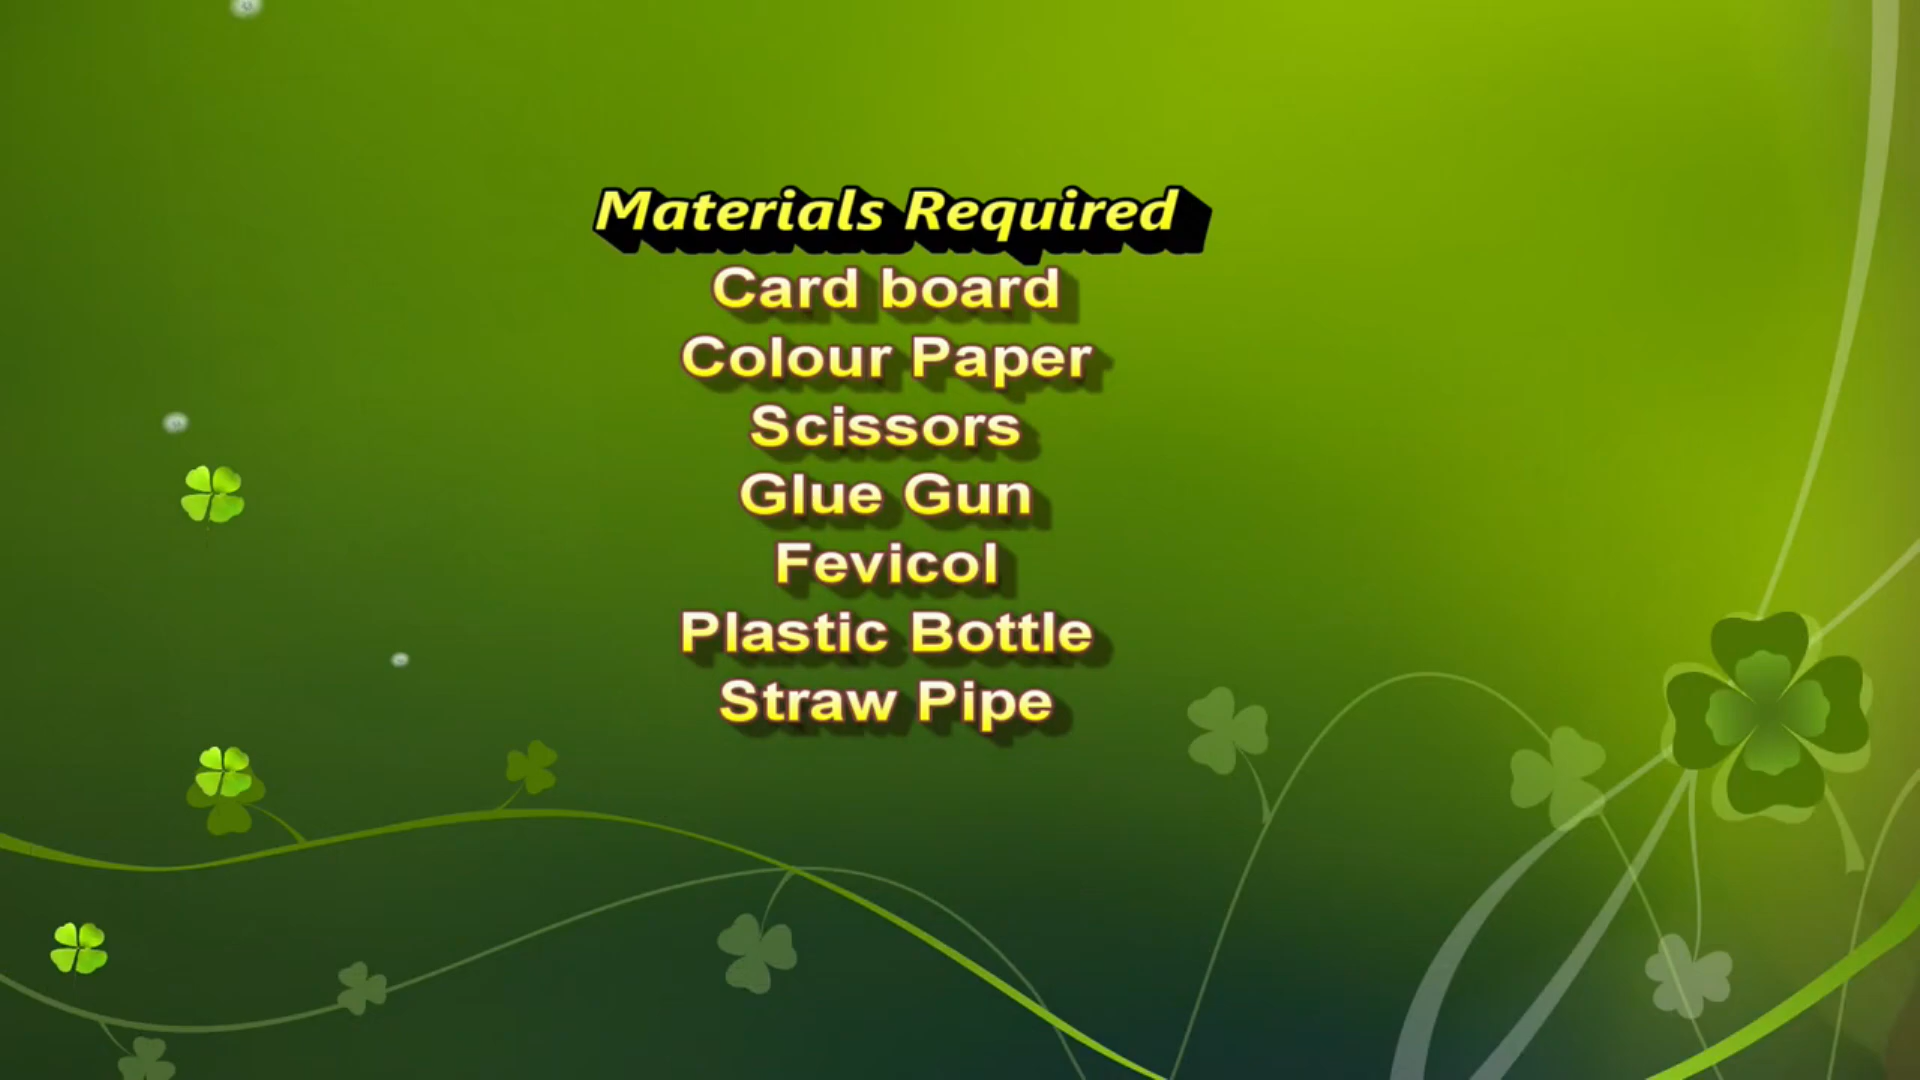 Materials Required
Card board
Colour Paper
Scissors
Glue Gun
Fevicol
Plastic Bottle
Straw Pipe